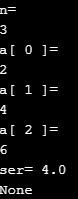 n=
3
a[ 0 ]=
2
a[ 1 ]=
4
a[ 2 ]=
6
ser= 4.0
None